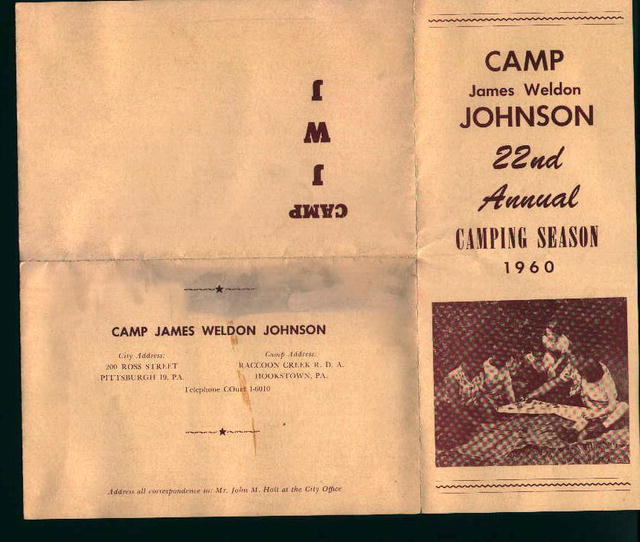 CAMP
James Weldon
JOHNSON
22nd
Annual
CAMPING SEASON
1960
CAMP
J
W
J
CAMP JAMES WELDON JOHNSON
City Address:
200 ROSS STREET
PITTSBURGH 19, PA.
Camp Address:
RACCOON CREEK R. D. A.
HOOKSTOWN, PA.
Telephone COurt 1-6010
Address all correspondence to: Mr. John M. Holt at the City Office